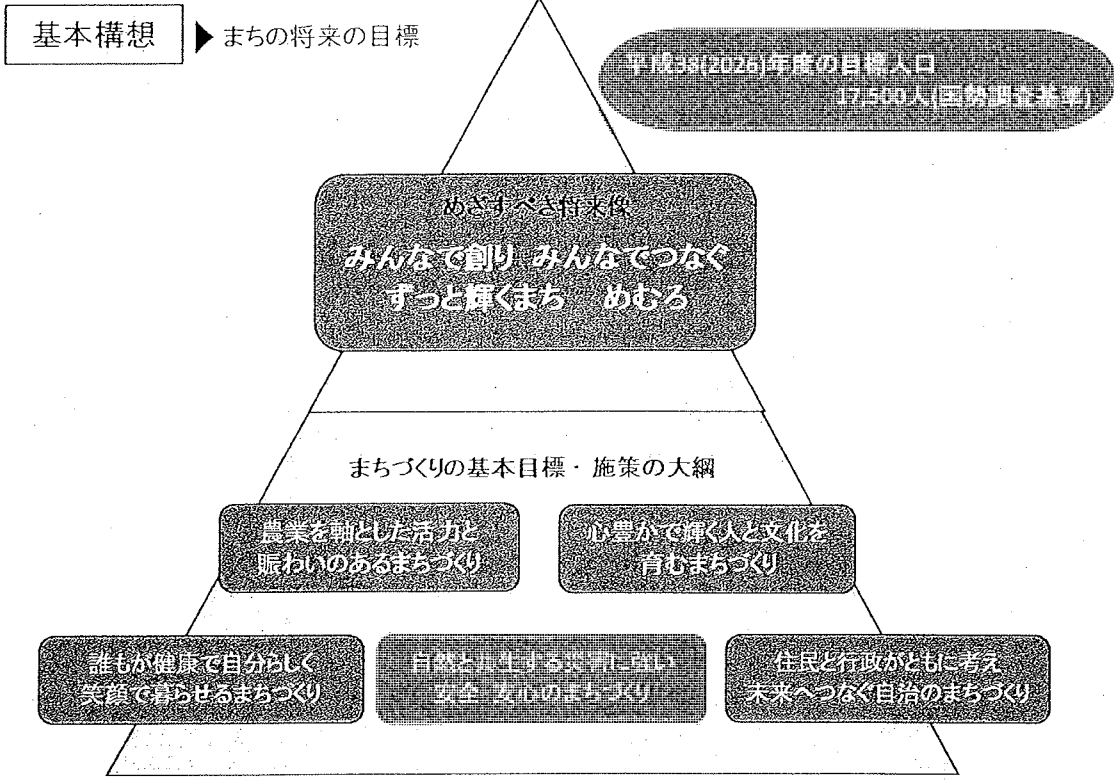 基本構想
▶ まちの将来の目標
平成38(2026)年度の目標人口
17,500人(国勢調査基準)
めざすべき将来像
みんなで創り みんなでつなぐ
ずっと輝くまち めむろ
まちづくりの基本目標・施策の大綱
農業を軸とした活力と
賑わいのあるまちづくり
心豊かで輝く人と文化を
育むまちづくり
誰もが健康で自分らしく
笑顔で暮らせるまちづくり
自然と共生する災害に強い
安全 安心のまちづくり
住民と行政がともに考え
未来へつなぐ自治のまちづくり